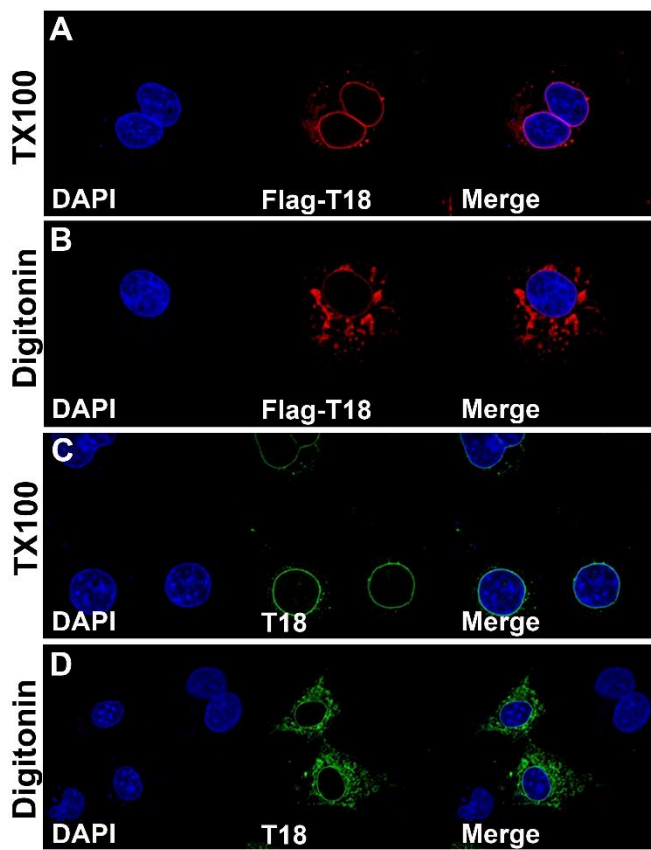 A
TX100
DAPI
Flag-T18
Merge
B
Digitonin
DAPI
Flag-T18
Merge
C
TX100
DAPI
T18
Merge
D
Digitonin
DAPI
T18
Merge